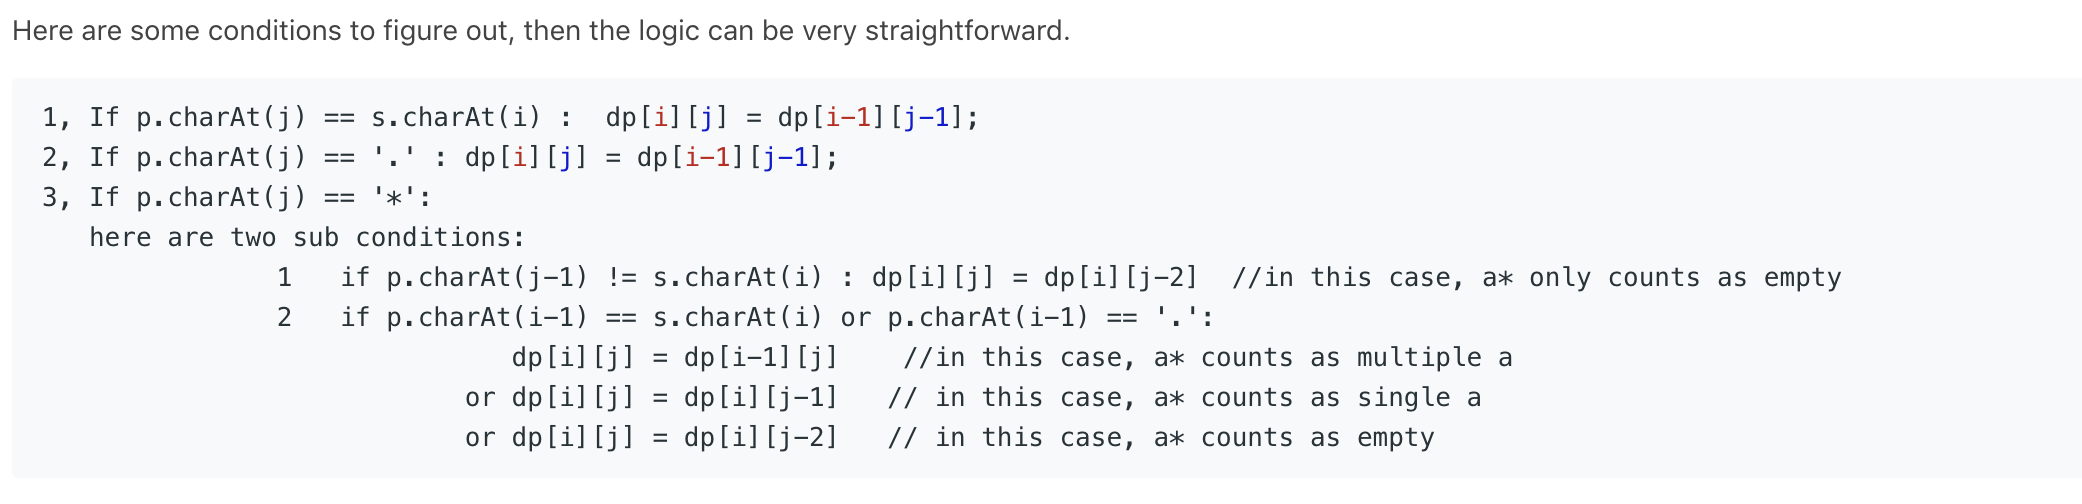 Here are some conditions to figure out, then the logic can be very straightforward.
1, If p.charAt(j) == s.charAt(i) :  dp[i][j] = dp[i-1][j-1];
2, If p.charAt(j) == '.' : dp[i][j] = dp[i-1][j-1];
3, If p.charAt(j) == '*':
here are two sub conditions:
1   if p.charAt(j-1) != s.charAt(i) : dp[i][j] = dp[i][j-2]  //in this case, a* only counts as empty
2   if p.charAt(i-1) == s.charAt(i) or p.charAt(i-1) == '.':
dp[i][j] = dp[i-1][j]    //in this case, a* counts as multiple a
or dp[i][j] = dp[i][j-1]   // in this case, a* counts as single a
or dp[i][j] = dp[i][j-2]   // in this case, a* counts as empty